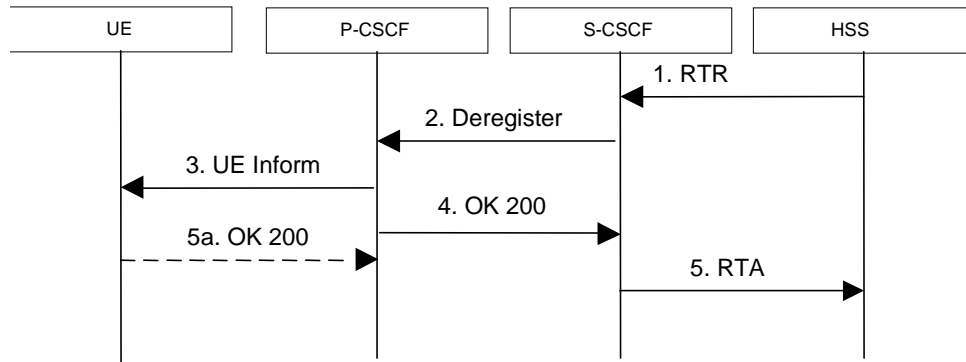 UE
P-CSCF
S-CSCF
HSS
1. RTR
2. Deregister
3. UE Inform
4. OK 200
5a. OK 200
5. RTA